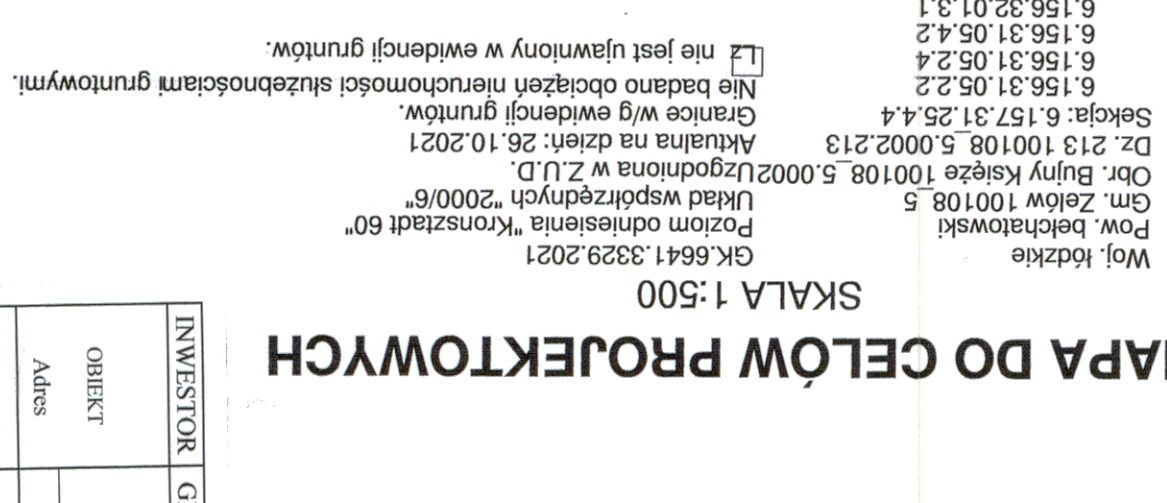 MAPA DO CELÓW PROJEKTOWYCH
SKALA 1:500
Woj. łódzkie
Pow. bełchatowski
Gm. Zelów 100108_5
Obr. Bujny Księże 100108_5.0002
Dz. 213 100108_5.0002.213
Sekcja: 6.157.31.25.4.4
6.156.31.05.2.2
6.156.31.05.2.4
6.156.31.05.4.2
6.156.32.01.3.1
GK.6641.3329.2021
Poziom odniesienia "Kronsztadt 60"
Układ współrzędnych "2000/6"
Uzgodniona w Z.U.D.
Aktualna na dzień: 26.10.2021
Granice w/g ewidencji gruntów.
Nie badano obciążeń nieruchomości służebnościami gruntowymi.
Lz nie jest ujawniony w ewidencji gruntów.
INWESTOR
OBIEKT
Adres